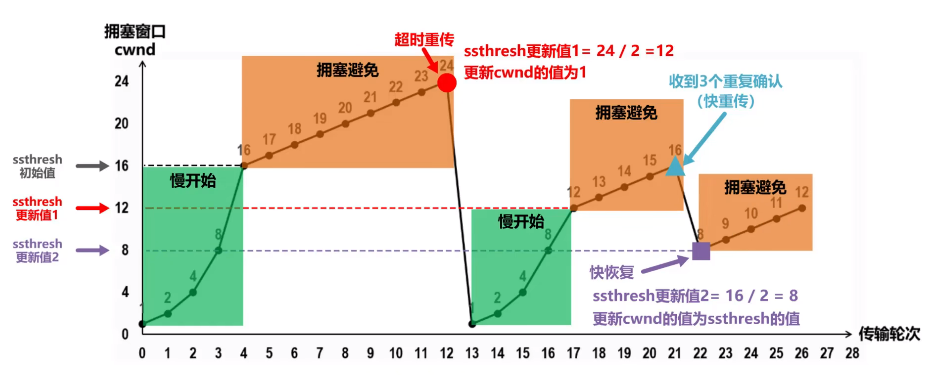 拥塞窗口
cwnd
超时重传
ssthresh更新值1= 24 / 2 =12
更新cwnd的值为1
拥塞避免
收到3个重复确认
（快重传）
拥塞避免
拥塞避免
慢开始
慢开始
ssthresh
初始值
ssthresh
更新值1
ssthresh
更新值2
24
20
16
12
8
4
0
2
4
8
16
17
18
19
20
21
22
23
24
1
2
4
8
12
13
14
15
16
8
9
10
11
12
快恢复
ssthresh更新值2= 16 / 2 = 8
更新cwnd的值为ssthresh的值
0 1 2 3 4 5 6 7 8 9 10 11 12 13 14 15 16 17 18 19 20 21 22 23 24 25 26 27 28
传输轮次